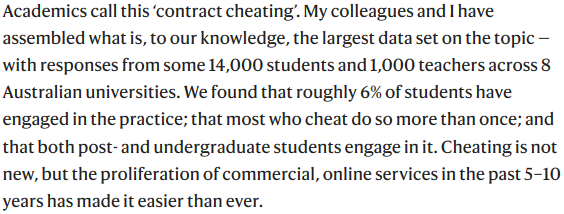 Academics call this ‘contract cheating’. My colleagues and I have
assembled what is, to our knowledge, the largest data set on the topic —
with responses from some 14,000 students and 1,000 teachers across 8
Australian universities. We found that roughly 6% of students have
engaged in the practice; that most who cheat do so more than once; and
that both post- and undergraduate students engage in it. Cheating is not
new, but the proliferation of commercial, online services in the past 5–10
years has made it easier than ever.